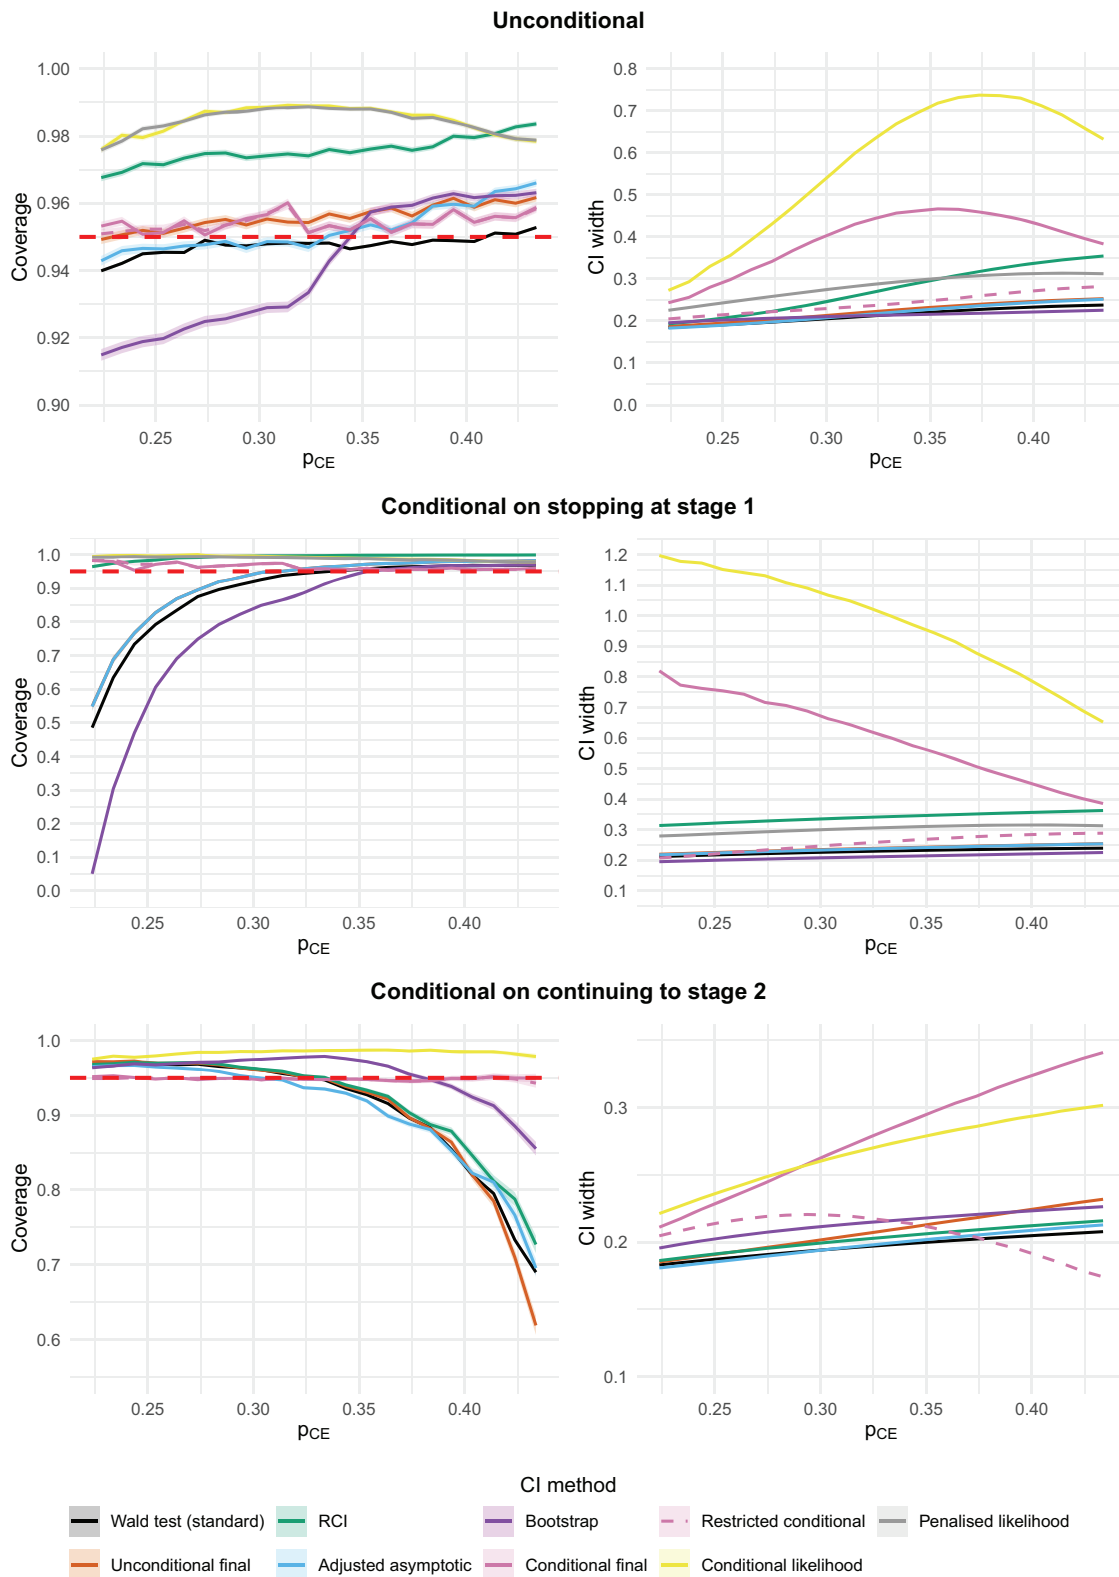 Unconditional
1.00
0.98
0.96
0.94
0.92
0.90
Coverage
0.25 0.30 0.35 0.40
pCE
0.8
0.7
0.6
0.5
0.4
0.3
0.2
0.1
0.0
CI width
0.25 0.30 0.35 0.40
pCE
Conditional on stopping at stage 1
1.0
0.9
0.8
0.7
0.6
0.5
0.4
0.3
0.2
0.1
0.0
Coverage
0.25 0.30 0.35 0.40
pCE
1.2
1.1
1.0
0.9
0.8
0.7
0.6
0.5
0.4
0.3
0.2
0.1
CI width
0.25 0.30 0.35 0.40
pCE
Conditional on continuing to stage 2
1.0
0.9
0.8
0.7
0.6
Coverage
0.25 0.30 0.35 0.40
pCE
0.3
0.2
0.1
CI width
0.25 0.30 0.35 0.40
pCE
CI method
Wald test (standard) RCI Bootstrap Restricted conditional Penalised likelihood
Unconditional final Adjusted asymptotic Conditional final Conditional likelihood